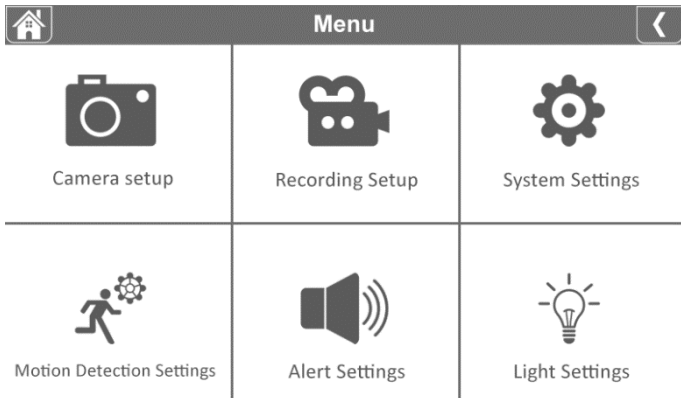 Menu
Camera setup
Recording Setup
System Settings
Motion Detection Settings
Alert Settings
Light Settings